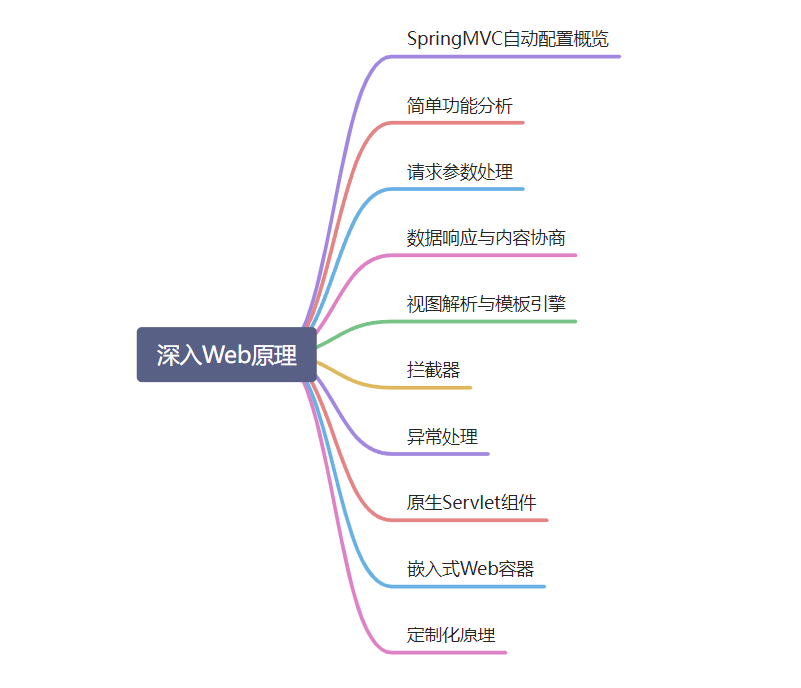 深入Web原理
SpringMVC自动配置概览
简单功能分析
请求参数处理
数据响应与内容协商
视图解析与模板引擎
拦截器
异常处理
原生Servlet组件
嵌入式Web容器
定制化原理